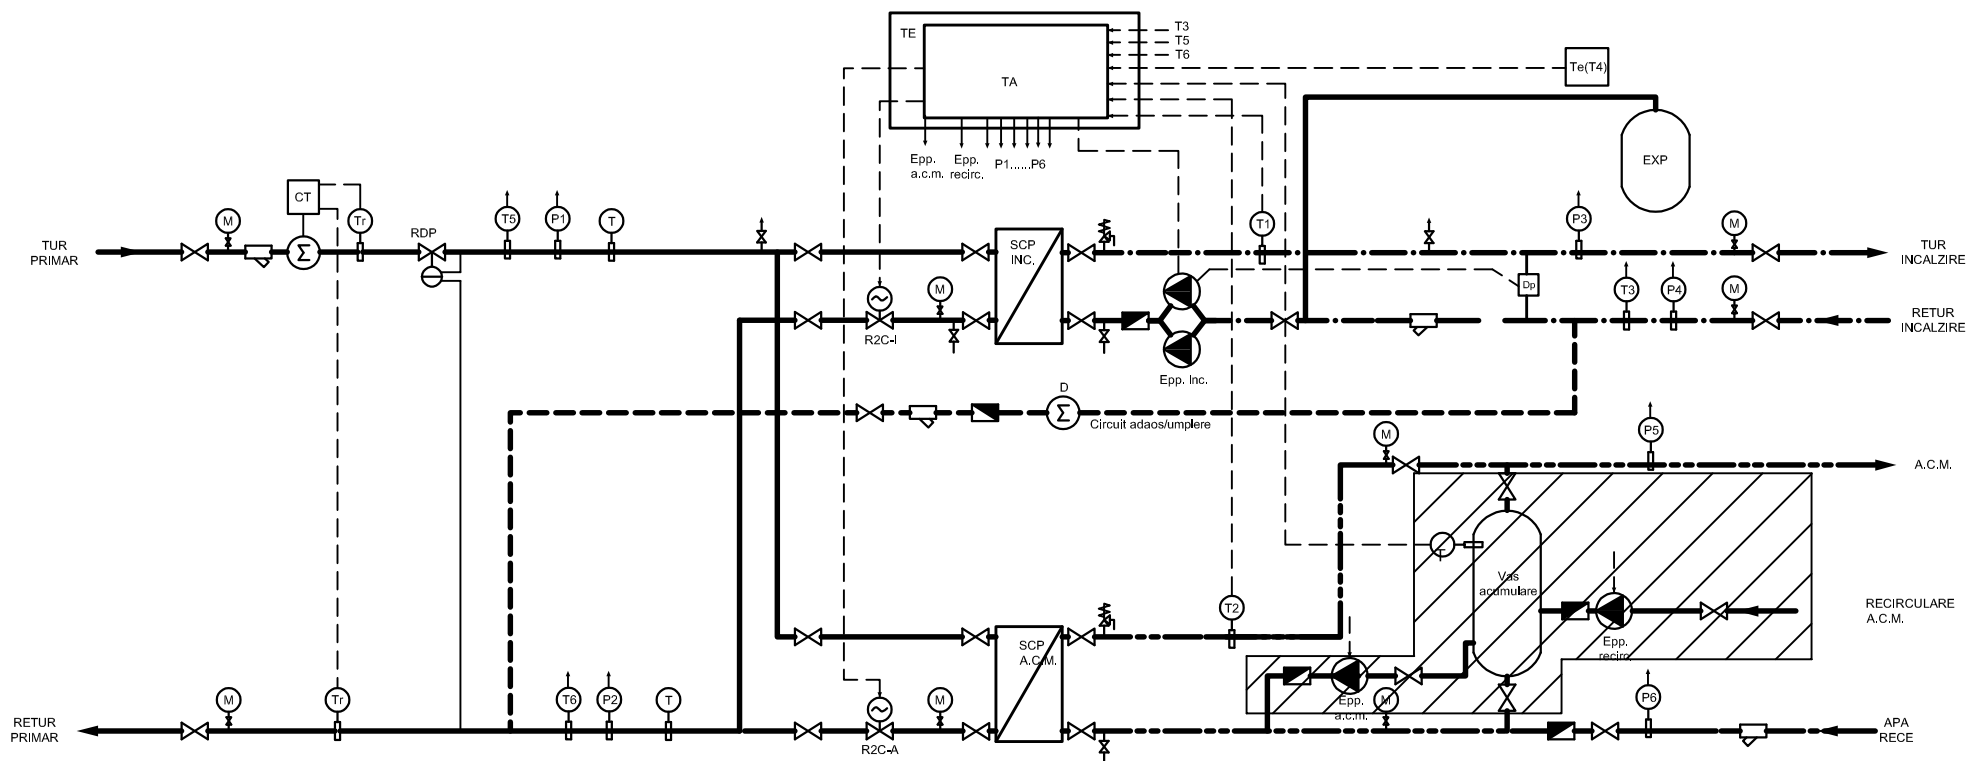 TE
TA
T3
T5
T6
Te(T4)
Epp.
a.c.m.
Epp.
recirc.
P1......P6
EXP
CT
Tr
M
Σ
RDP
T5
P1
T
TUR
PRIMAR
SCP
INC.
T1
P3
M
TUR
INCALZIRE
M
R2C-I
Epp. Inc.
Dp
T3
P4
M
RETUR
INCALZIRE
D
Σ
Circuit adaos/umplere
M
P5
A.C.M.
T
Vas
acumulare
T2
Epp.
recirc.
RECIRCULARE
A.C.M.
SCP
A.C.M.
Epp.
a.c.m.
M
P6
M
Tr
T6
P2
T
M
R2C-A
RETUR
PRIMAR
APA
RECE